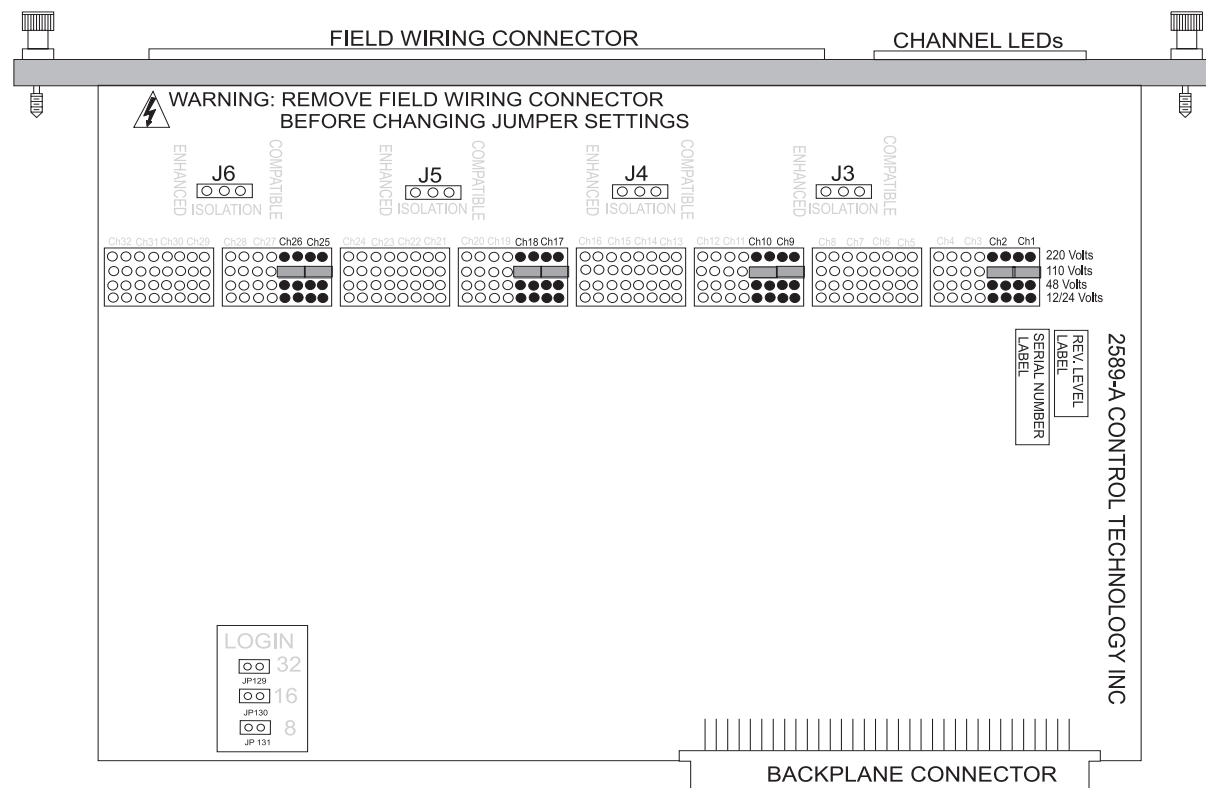 FIELD WIRING CONNECTOR
CHANNEL LEDs
WARNING: REMOVE FIELD WIRING CONNECTOR
BEFORE CHANGING JUMPER SETTINGS
ENHANCED
J6
COMPATIBLE
ISOLATION
ENHANCED
J5
COMPATIBLE
ISOLATION
ENHANCED
J4
COMPATIBLE
ISOLATION
ENHANCED
J3
COMPATIBLE
ISOLATION
Ch32 Ch31 Ch30 Ch29
Ch28 Ch27 Ch26 Ch25
Ch24 Ch23 Ch22 Ch21
Ch20 Ch19 Ch18 Ch17
Ch16 Ch15 Ch14 Ch13
Ch12 Ch11 Ch10 Ch9
Ch8 Ch7 Ch6 Ch5
Ch4 Ch3 Ch2 Ch1
220 Volts
110 Volts
48 Volts
12/24 Volts
SERIAL NUMBER
LABEL
REV. LEVEL
LABEL
2589-A CONTROL TECHNOLOGY INC
LOGIN
32
JP129
16
JP130
8
JP 131
BACKPLANE CONNECTOR